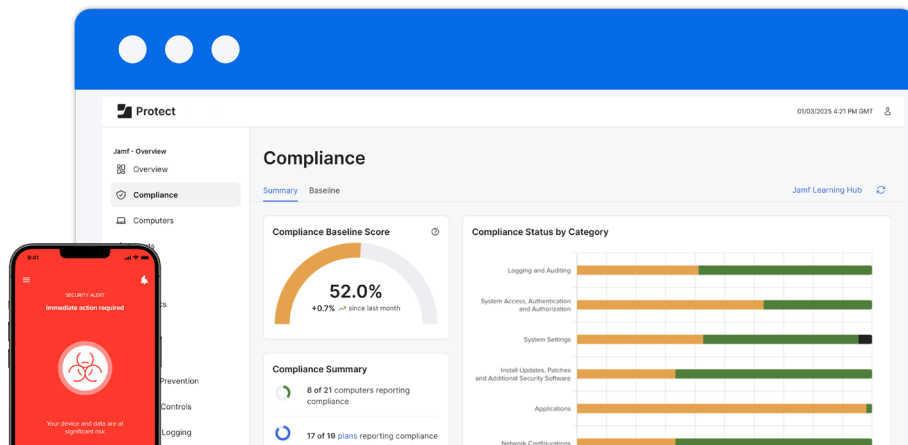 Protect
01/03/2025 4:21 PM GMT
Jamf - Overview
Overview
Compliance
Computers
Prevention
Controls
Logging
Compliance
Summary
Baseline
Jamf Learning Hub
Compliance Baseline Score
52.0%
+0.7% since last month
Compliance Summary
8 of 21 computers reporting
compliance
17 of 19 plans reporting compliance
Compliance Status by Category
Logging and Auditing
System Access, Authentication
and Authorization
System Settings
Install Updates, Patches
and Additional Security Software
Applications
Network Configurations
9:41
SECURITY ALERT
Immediate action required
Your device and data are at
significant risk